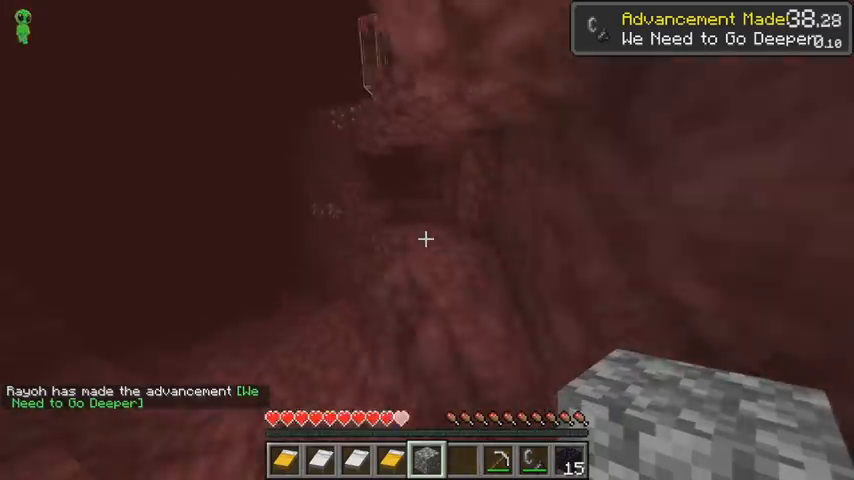 Advancement Made
38.28
We Need to Go Deeper
0.10
Rayoh has made the advancement [We
Need to Go Deeper]
15